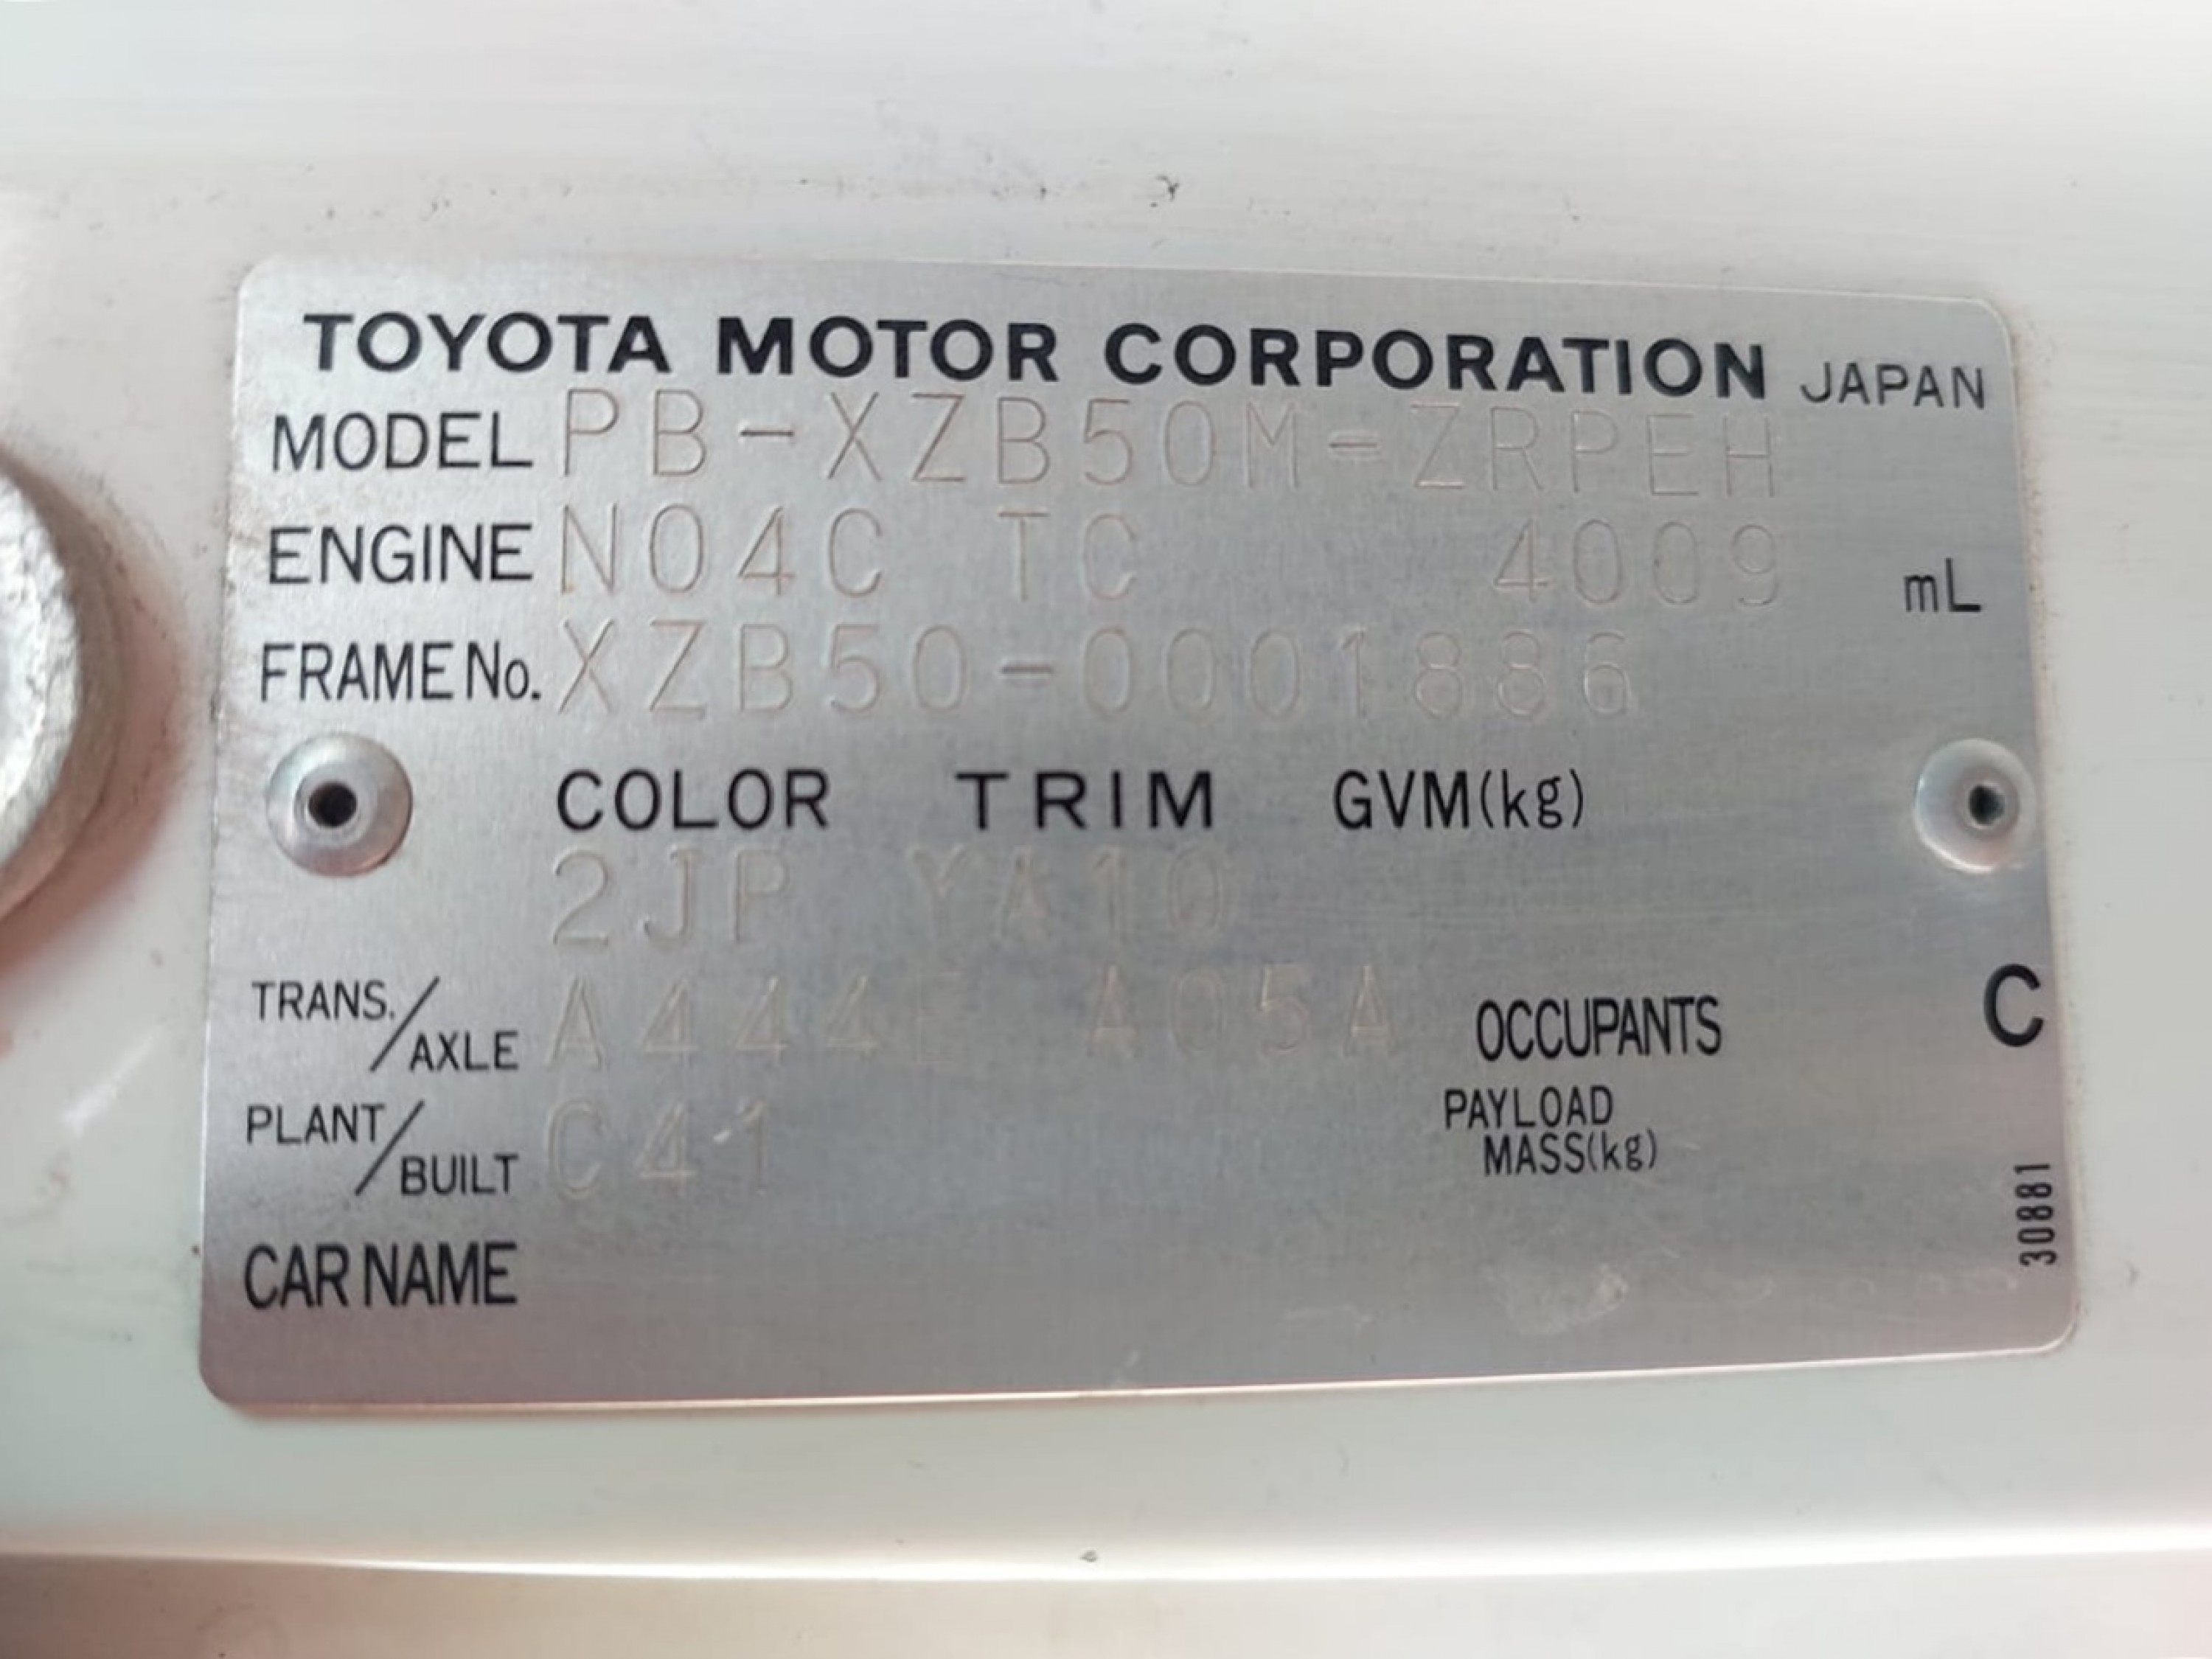 TOYOTA MOTOR CORPORATION JAPAN
MODEL PB-XZB50M-ZRPEH
ENGINE N04C TC 4009 mL
FRAME No. XZB50-0001886
COLOR TRIM GVM(kg)
2JP YA10
TRANS./AXLE A444E A05A OCCUPANTS C
PLANT/BUILT C41 PAYLOAD MASS(kg)
CAR NAME
30881